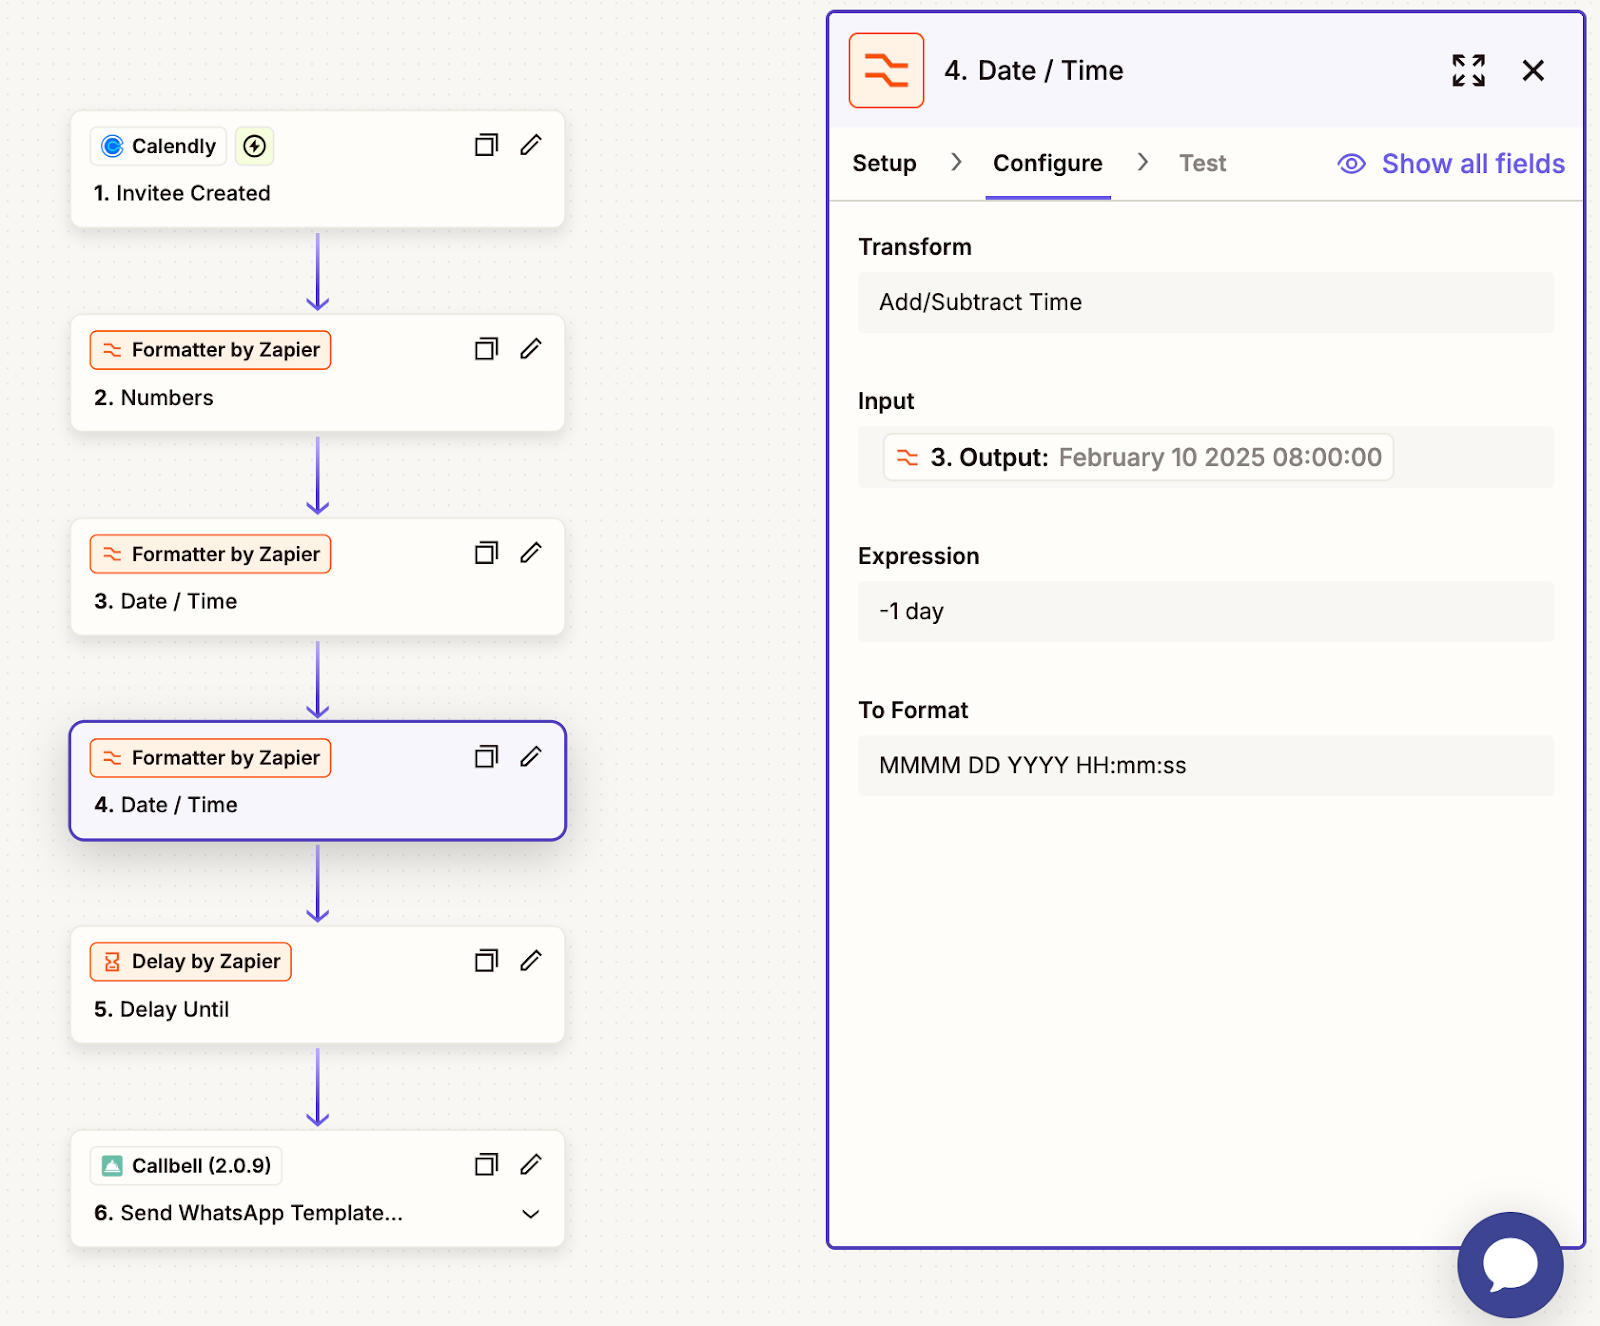 Calendly
1. Invitee Created
Formatter by Zapier
2. Numbers
Formatter by Zapier
3. Date / Time
Formatter by Zapier
4. Date / Time
Delay by Zapier
5. Delay Until
Callbell (2.0.9)
6. Send WhatsApp Template...
4. Date / Time
Setup
Configure
Test
Show all fields
Transform
Add/Subtract Time
Input
3. Output: February 10 2025 08:00:00
Expression
-1 day
To Format
MMMM DD YYYY HH:mm:ss